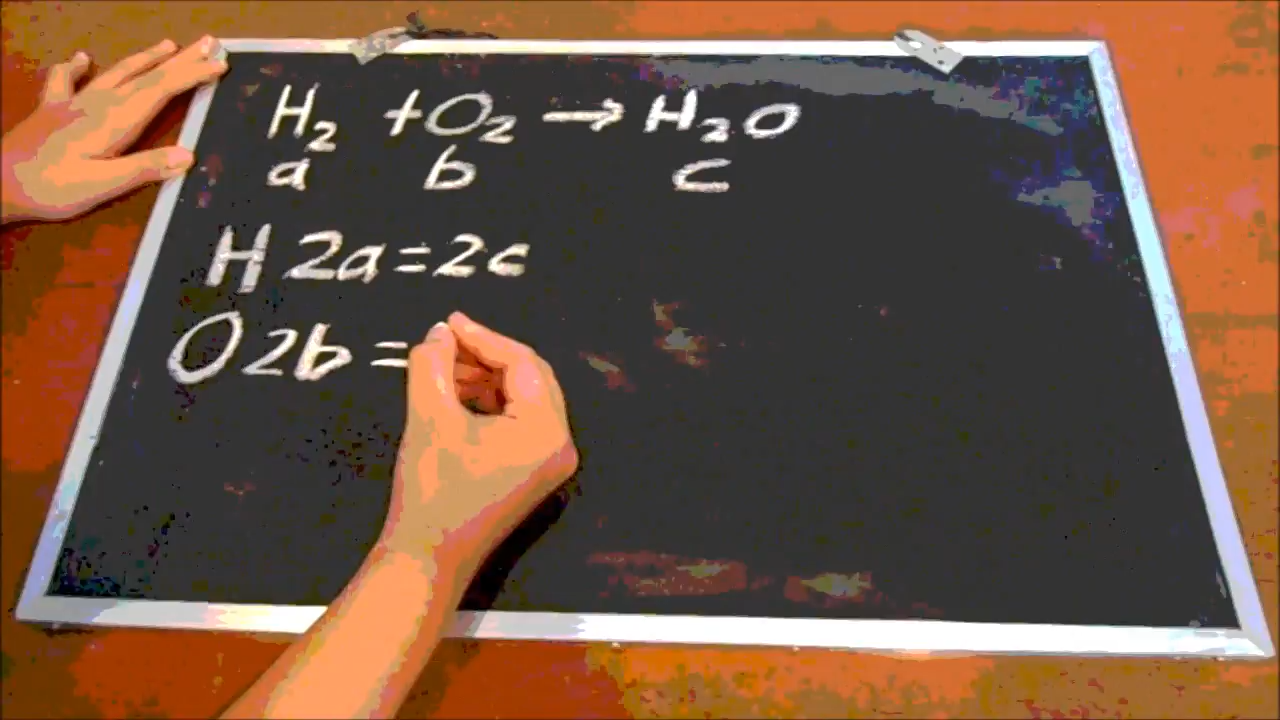 H₂ +O₂ → H₂O
a b c
H 2a=2c
O 2b=